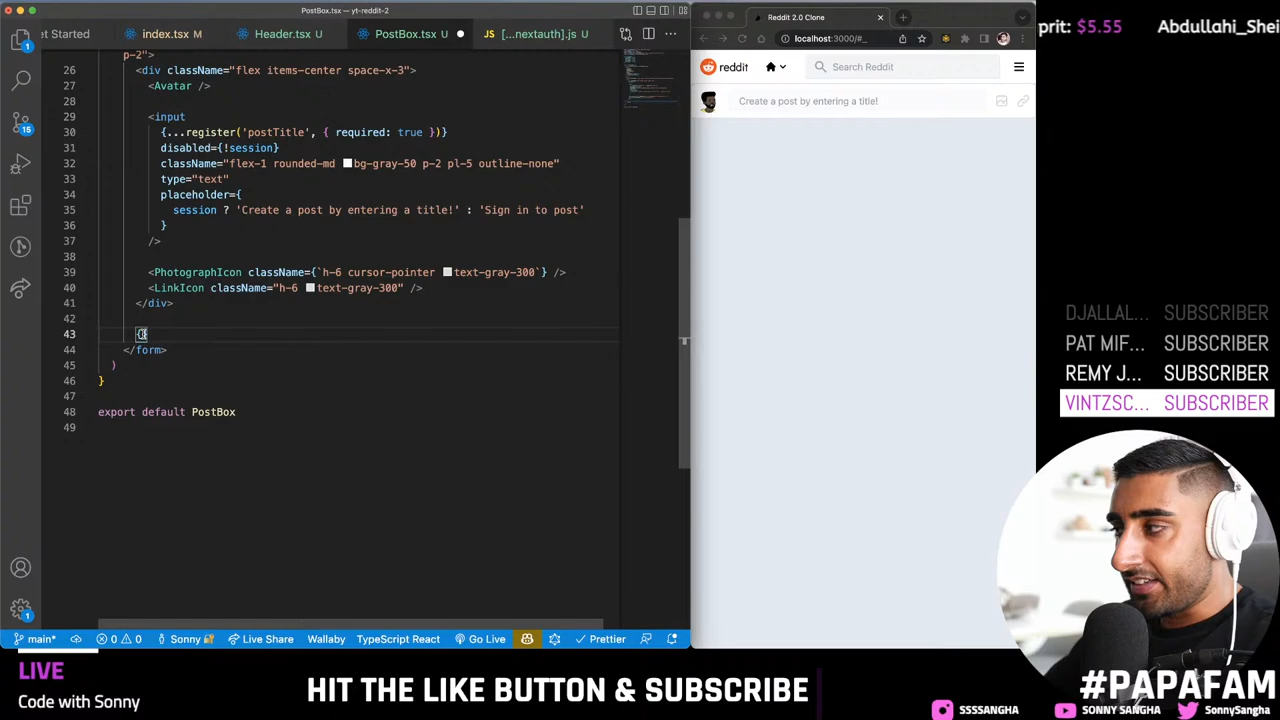 PostBox.tsx — yt-reddit-2
et Started
index.tsx M
Header.tsx U
PostBox.tsx U
JS [...nextauth].js U
p-2">
26 <div className="flex items-center space-x-3">
27 <Avatar />
28
29 <input
30 {...register('postTitle', { required: true })}
31 disabled={!session}
32 className="flex-1 rounded-md bg-gray-50 p-2 pl-5 outline-none"
33 type="text"
34 placeholder={
35 session ? 'Create a post by entering a title!' : 'Sign in to post'
36 }
37 />
38
39 <PhotographIcon className={`h-6 cursor-pointer text-gray-300`} />
40 <LinkIcon className="h-6 text-gray-300" />
41 </div>
42
43 {}
44 </form>
45 )
46 }
47
48 export default PostBox
49
1
15
1
main*
0
0
Sonny
Live Share
Wallaby
TypeScript React
Go Live
Prettier
Reddit 2.0 Clone
localhost:3000/#
reddit
Search Reddit
Create a post by entering a title!
prit: $5.55
Abdullahi_Shei
DJALLAL... SUBSCRIBER
PAT MIF... SUBSCRIBER
REMY J... SUBSCRIBER
VINTZSC... SUBSCRIBER
LIVE
Code with Sonny
HIT THE LIKE BUTTON & SUBSCRIBE
#PAPAFAM
SSSSANGHA
SONNY SANGHA
SonnySangha